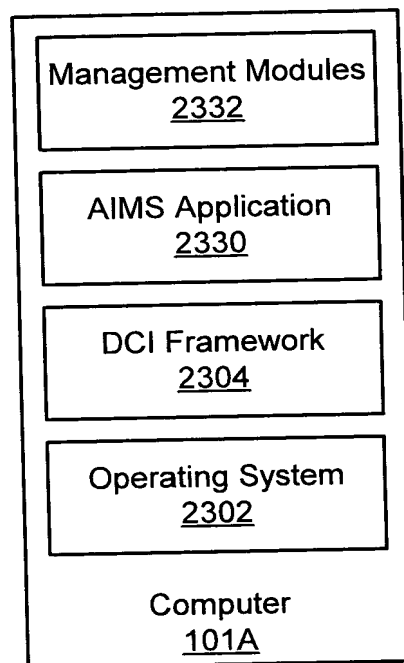 Management Modules
2332
AIMS Application
2330
DCI Framework
2304
Operating System
2302
Computer
101A